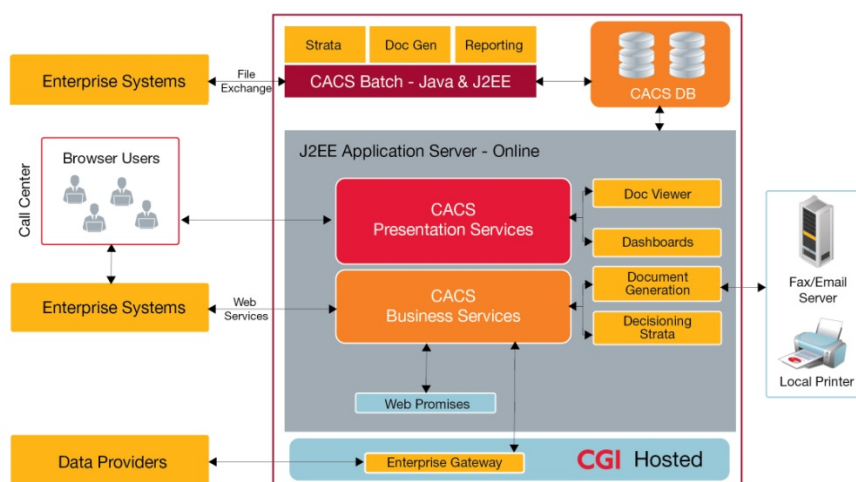 Strata
Doc Gen
Reporting
Enterprise Systems
File
Exchange
CACS Batch - Java & J2EE
CACS DB
J2EE Application Server - Online
Call Center
Browser Users
CACS
Presentation Services
Doc Viewer
Dashboards
Enterprise Systems
Web
Services
CACS
Business Services
Document
Generation
Decisioning
Strata
Fax/Email
Server
Local Printer
Web Promises
Data Providers
Enterprise Gateway
CGI Hosted